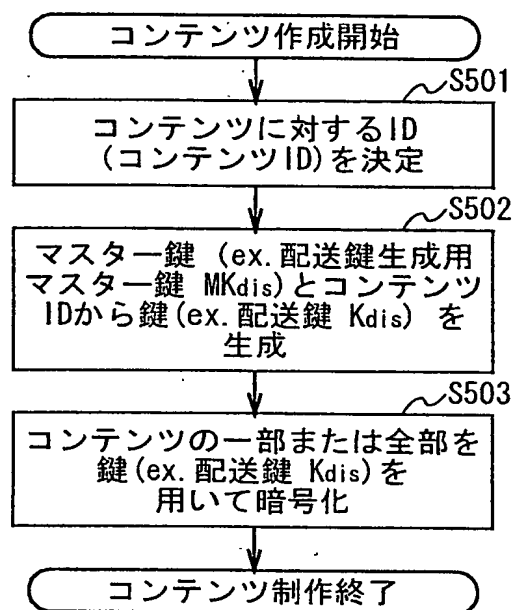 コンテンツ作成開始
S501
コンテンツに対するID
(コンテンツID)を決定
S502
マスター鍵 (ex.配送鍵生成用
マスター鍵 MKdis)とコンテンツ
IDから鍵(ex.配送鍵 Kdis) を
生成
S503
コンテンツの一部または全部を
鍵(ex.配送鍵 Kdis)を
用いて暗号化
コンテンツ制作終了